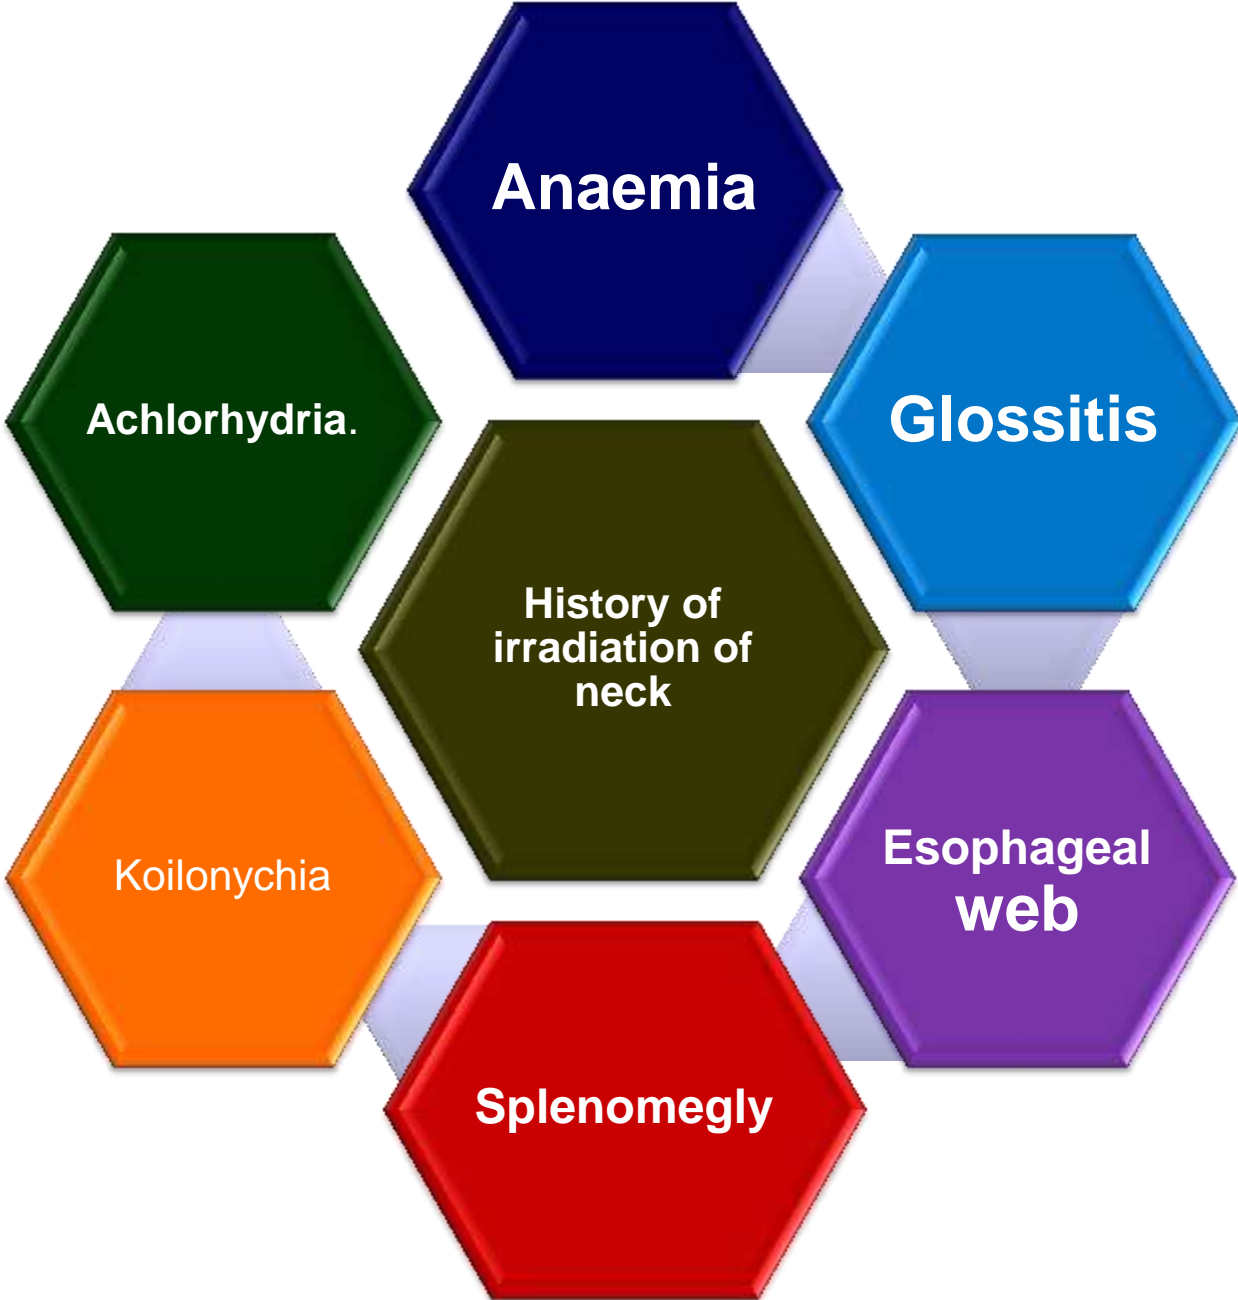 Anaemia
Glossitis
Achlorhydria.
History of
irradiation of
neck
Esophageal
web
Koilonychia
Splenomegly